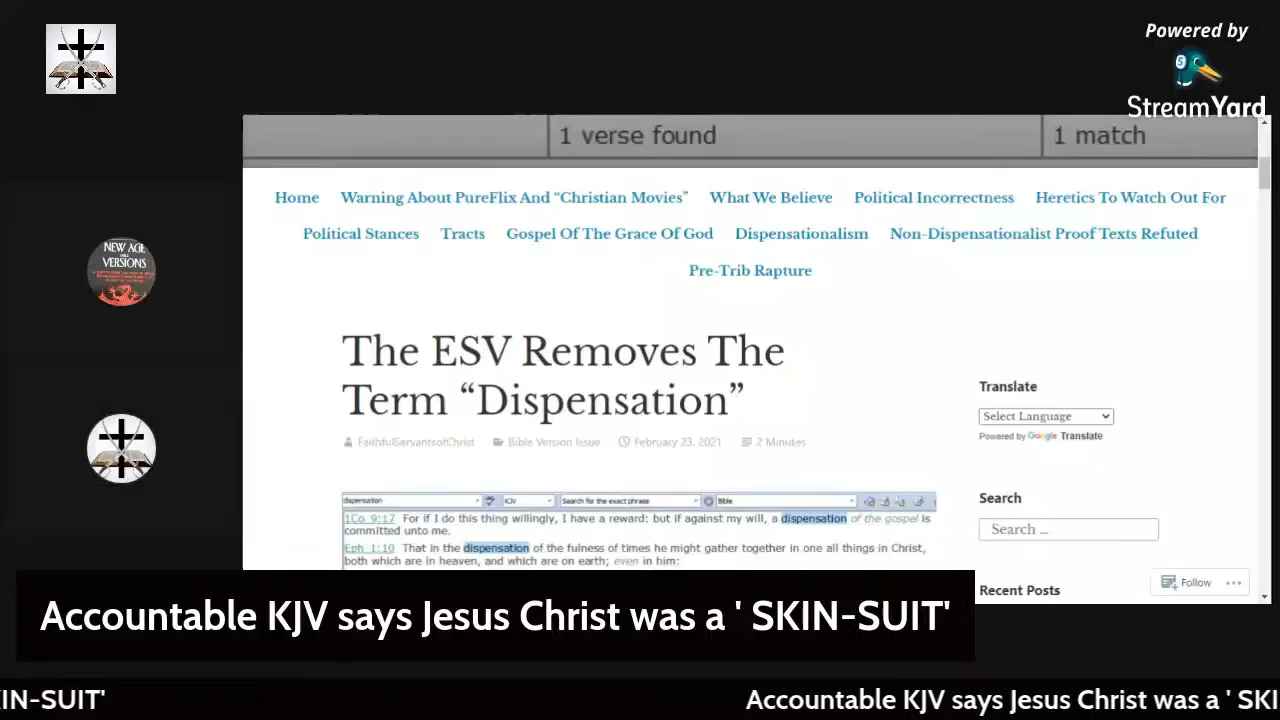 Powered by
StreamYard
1 verse found
1 match
Home Warning About PureFlix And “Christian Movies” What We Believe Political Incorrectness Heretics To Watch Out For
Political Stances Tracts Gospel Of The Grace Of God Dispensationalism Non-Dispensationalist Proof Texts Refuted
Pre-Trib Rapture
NEW AGE
VERSIONS
The ESV Removes The
Term “Dispensation”
FaithfulServantsofChrist Bible Version Issue February 23, 2021 2 Minutes
Translate
Select Language
Powered by Google Translate
Search
Search ...
Recent Posts
Follow
dispensation KJV Search for the exact phrase Bible
1Co 9:17 For if I do this thing willingly, I have a reward: but if against my will, a dispensation of the gospel is
committed unto me.
Eph 1:10 That in the dispensation of the fulness of times he might gather together in one all things in Christ,
both which are in heaven, and which are on earth; even in him:
Accountable KJV says Jesus Christ was a ' SKIN-SUIT'
IN-SUIT' Accountable KJV says Jesus Christ was a ' SKI